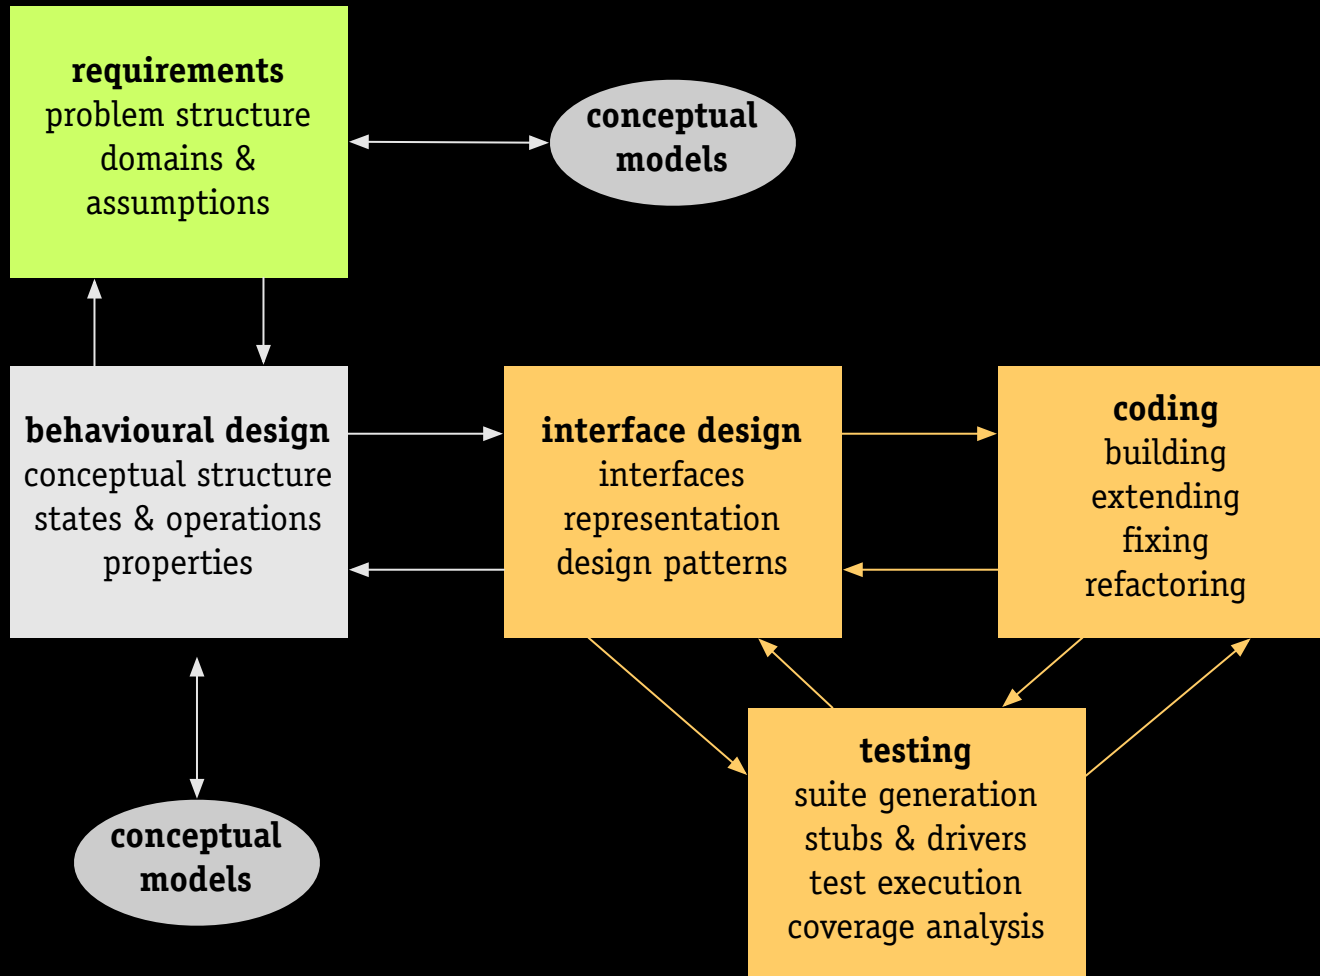 requirements
problem structure
domains &
assumptions
conceptual
models
behavioural design
conceptual structure
states & operations
properties
interface design
interfaces
representation
design patterns
coding
building
extending
fixing
refactoring
testing
suite generation
stubs & drivers
test execution
coverage analysis
conceptual
models